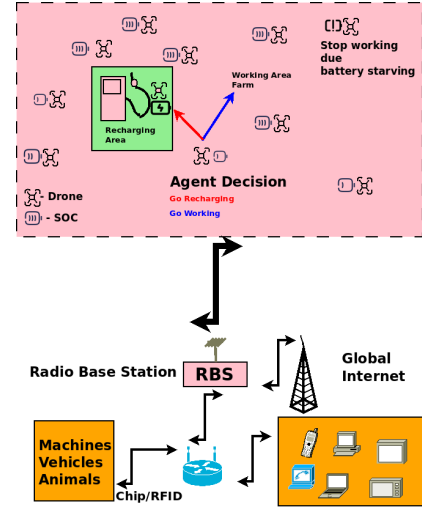 Stop working
due
battery starving
Working Area
Farm
Recharging
Area
Agent Decision
Go Recharging
Go Working
- Drone
- SOC
Radio Base Station
RBS
Global
Internet
Machines
Vehicles
Animals
Chip/RFID